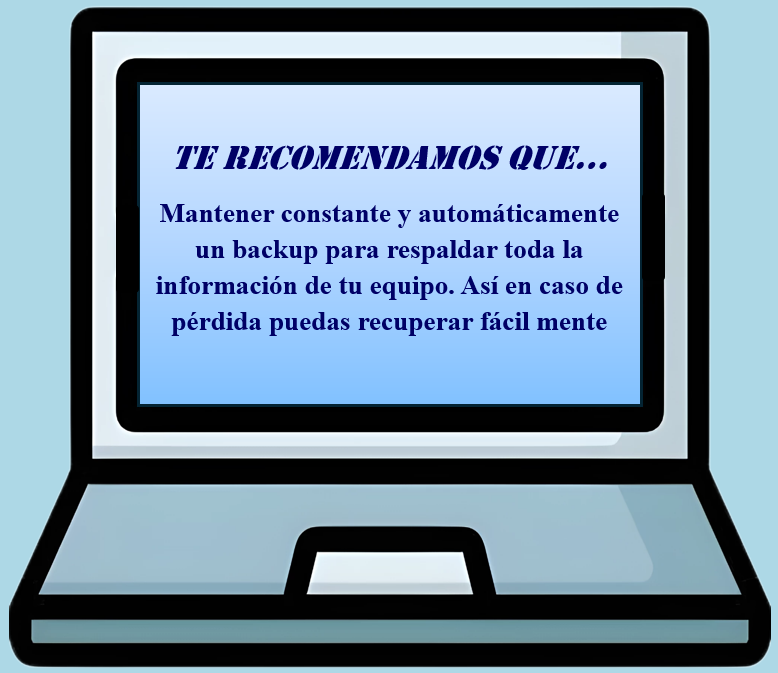 TE RECOMENDAMOS QUE...
Mantener constante y automáticamente
un backup para respaldar toda la
información de tu equipo. Así en caso de
pérdida puedas recuperar fácil mente